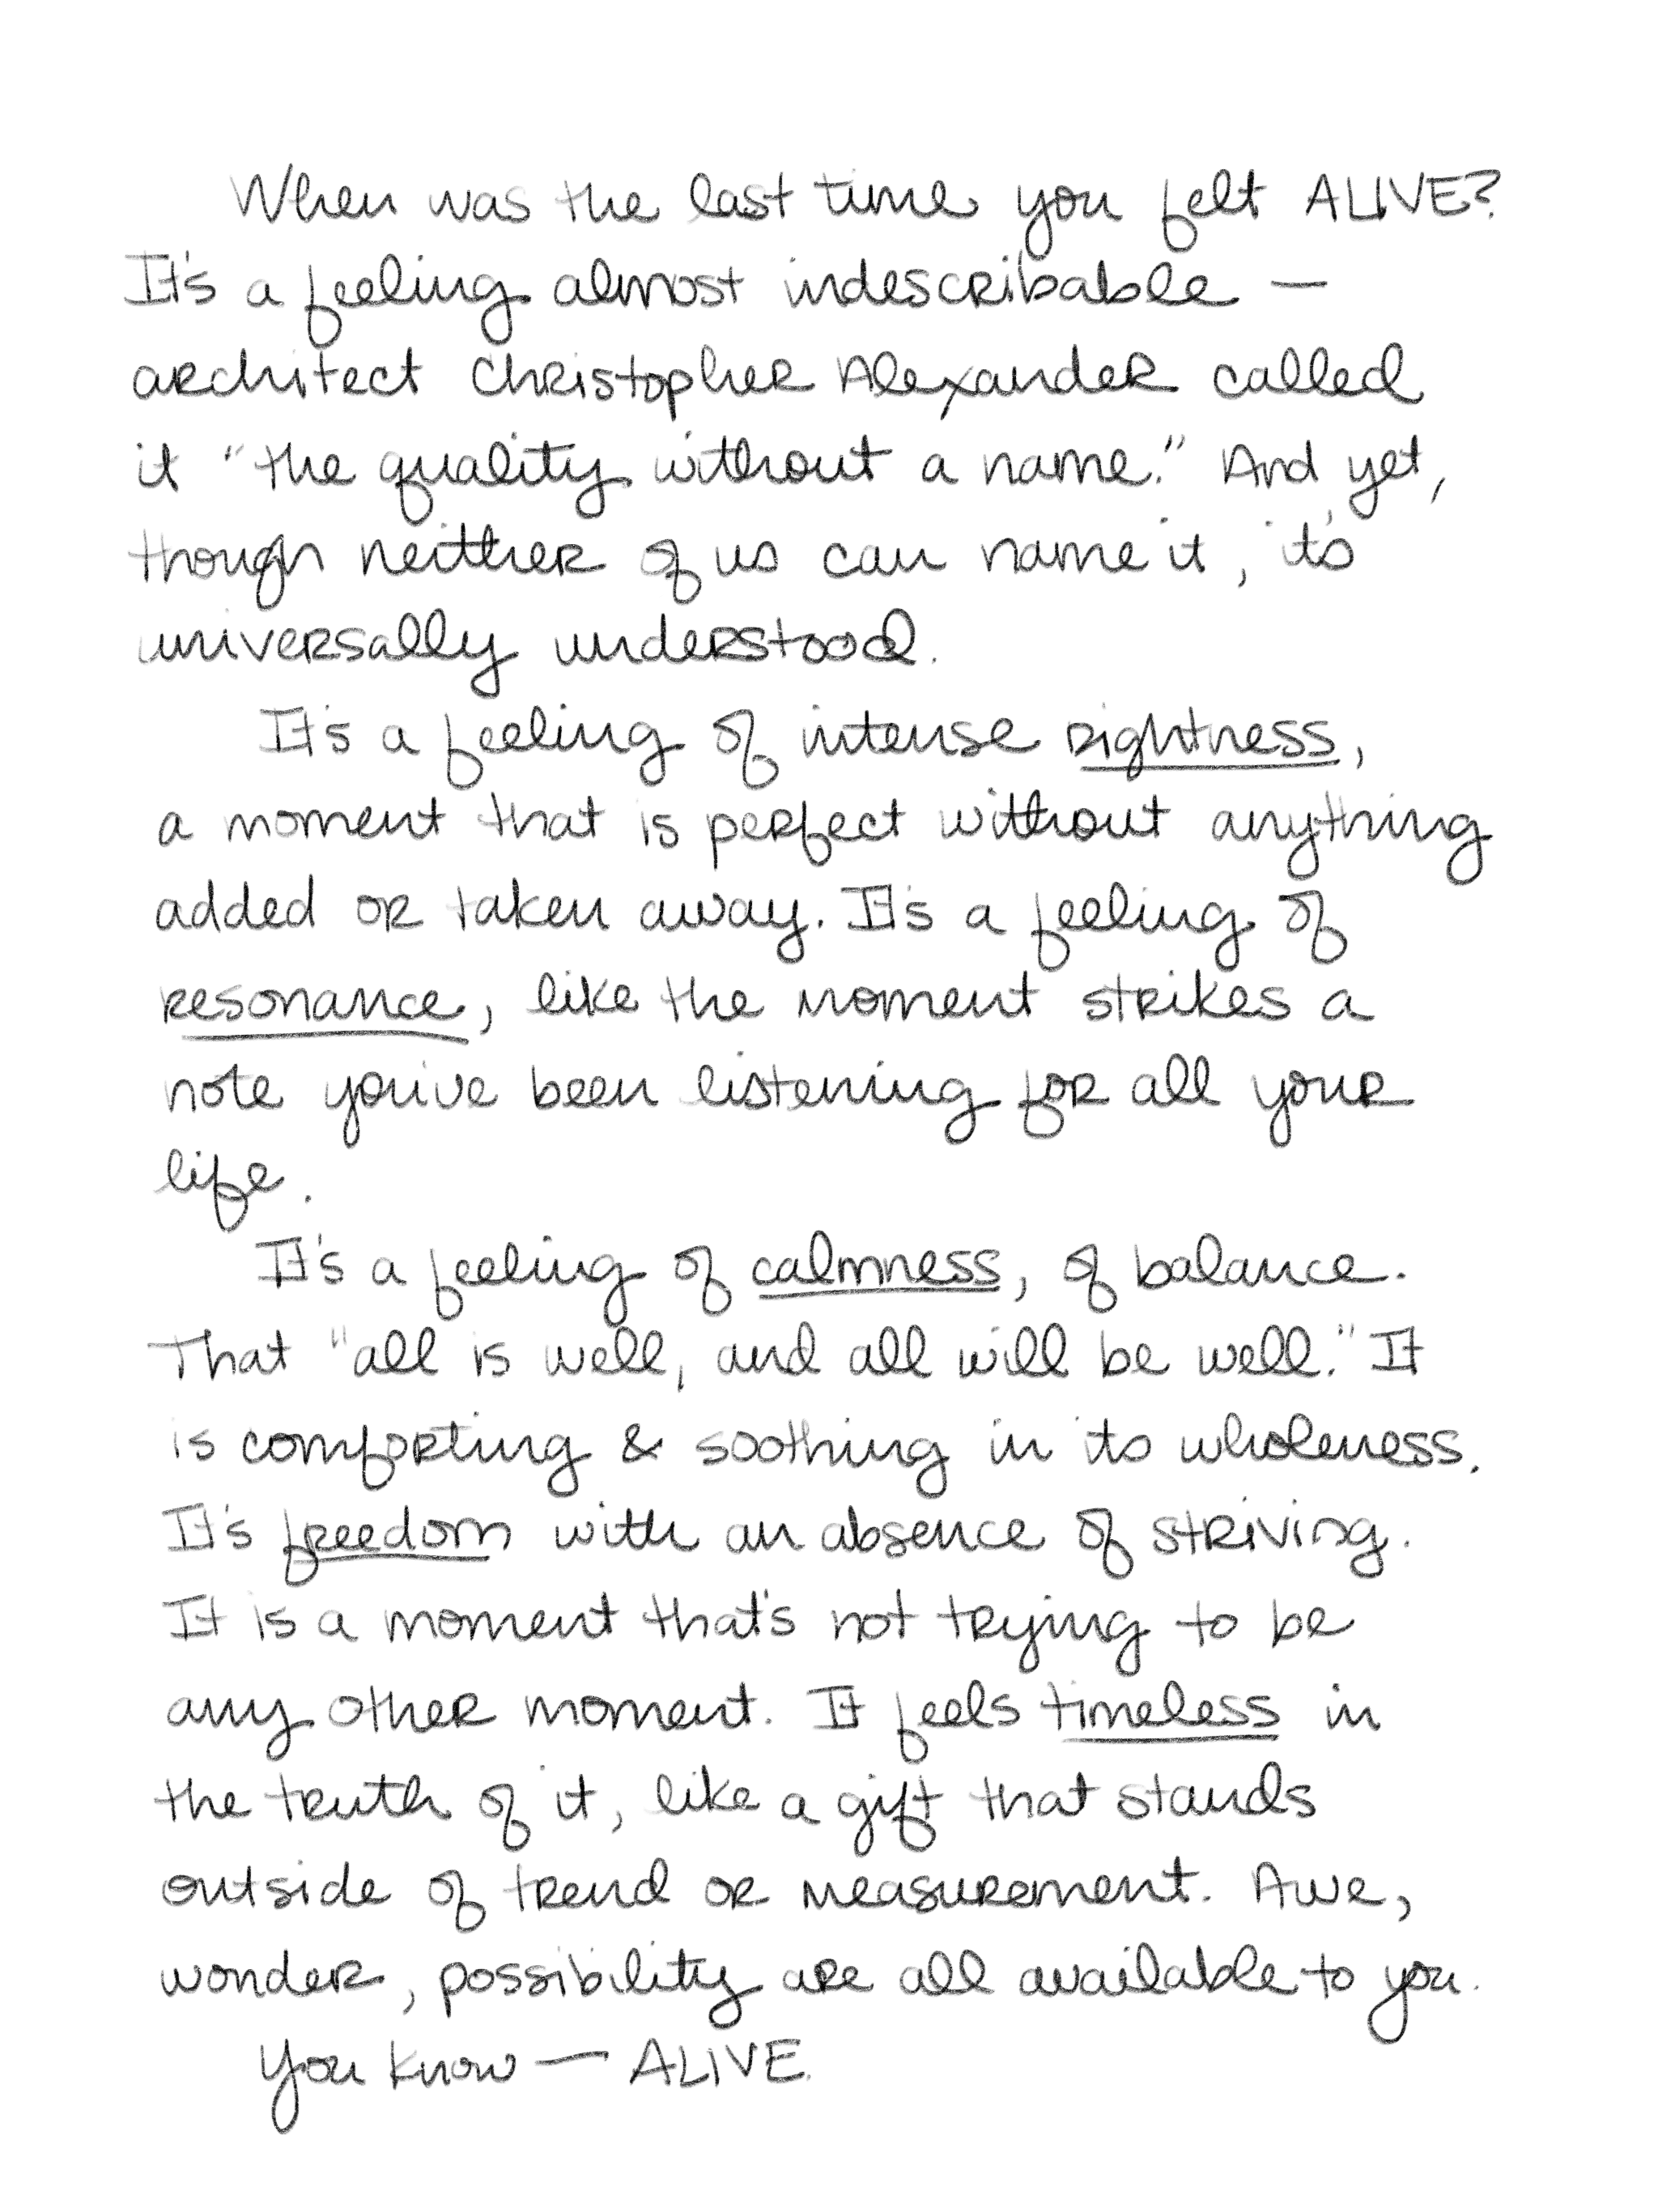 When was the last time you felt ALIVE?
It's a feeling almost indescribable —
architect Christopher Alexander called
it "the quality without a name." And yet,
though neither of us can name it, it's
universally understood.
It's a feeling of intense rightness,
a moment that is perfect without anything
added or taken away. It's a feeling of
resonance, like the moment strikes a
note you've been listening for all your
life.
It's a feeling of calmness, of balance.
That "all is well, and all will be well." It
is comforting & soothing in its wholeness.
It's freedom with an absence of striving.
It is a moment that's not trying to be
any other moment. It feels timeless in
the truth of it, like a gift that stands
outside of trend or measurement. Awe,
wonder, possibility are all available to you.
You know — ALIVE.